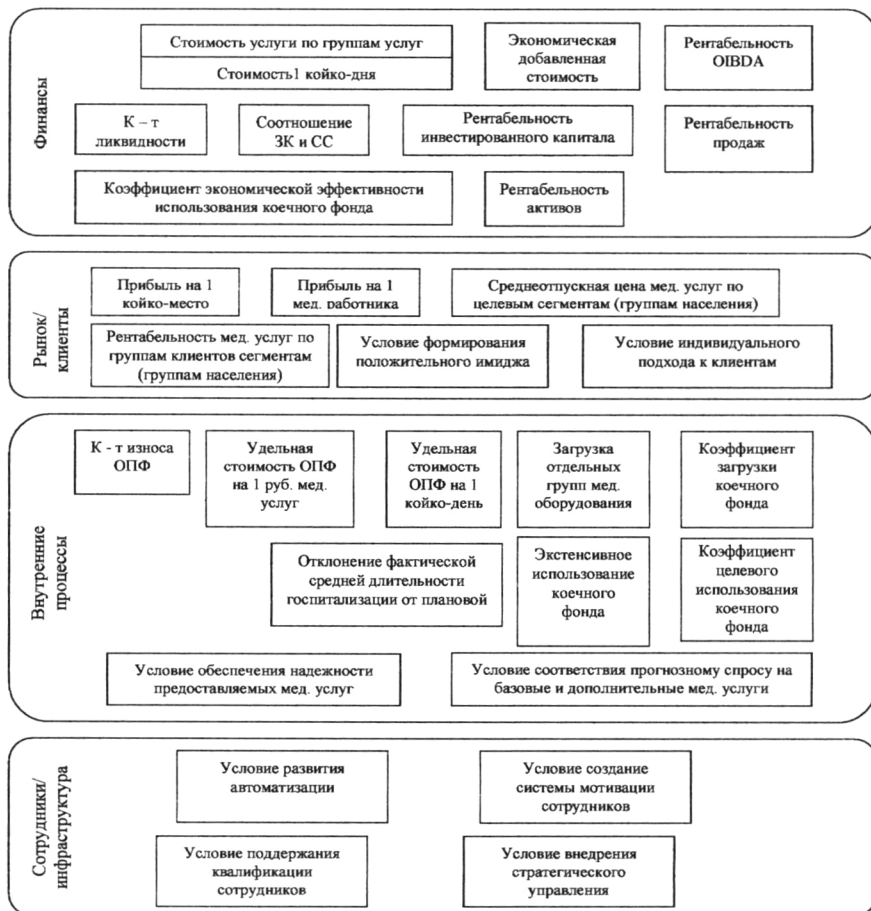 Финансы
Стоимость услуги по группам услуг
Стоимость1 койко-дня
Экономическая
добавленная
стоимость
Рентабельность
OIBDA
К – т
ликвидности
Соотношение
ЗК и СС
Рентабельность
инвестированного капитала
Рентабельность
продаж
Коэффициент экономической эффективности
использования коечного фонда
Рентабельность
активов
Рынок/
клиенты
Прибыль на 1
койко-место
Прибыль на 1
мед. работника
Среднеотпускная цена мед. услуг по
целевым сегментам (группам населения)
Рентабельность мед. услуг по
группам клиентов сегментам
(группам населения)
Условие формирования
положительного имиджа
Условие индивидуального
подхода к клиентам
Внутренние
процессы
К - т износа
ОПФ
Удельная
стоимость ОПФ
на 1 руб. мед.
услуг
Удельная
стоимость
ОПФ на 1
койко-день
Загрузка
отдельных
групп мед.
оборудования
Коэффициент
загрузки
коечного
фонда
Отклонение фактической
средней длительности
госпитализации от плановой
Экстенсивное
использование
коечного
фонда
Коэффициент
целевого
использования
коечного
фонда
Условие обеспечения надежности
предоставляемых мед. услуг
Условие соответствия прогнозному спросу на
базовые и дополнительные мед. услуги
Сотрудники/
инфраструктура
Условие развития
автоматизации
Условие создание
системы мотивации
сотрудников
Условие поддержания
квалификации
сотрудников
Условие внедрения
стратегического
управления